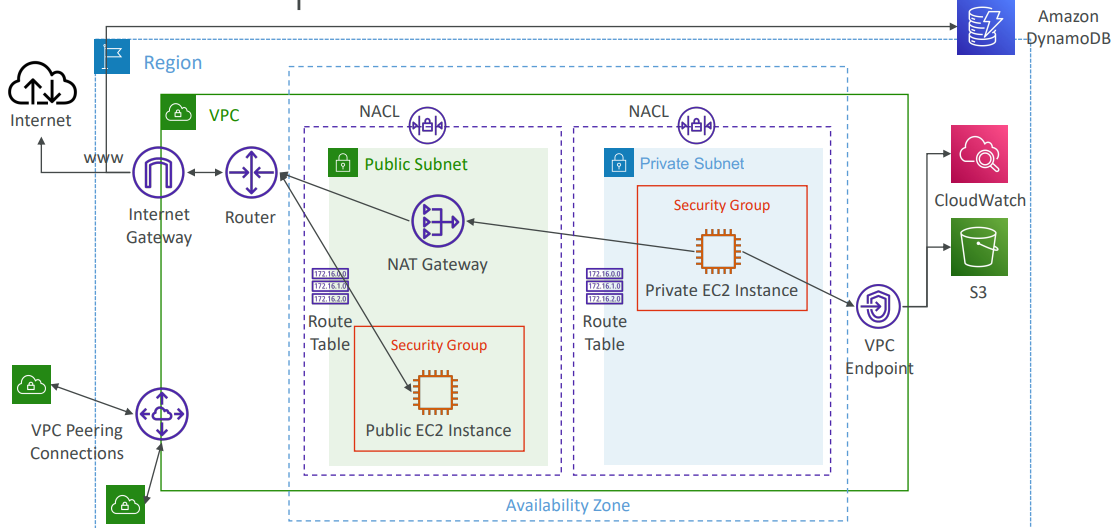 Amazon
DynamoDB
Region
Internet
www
VPC
NACL
NACL
Public Subnet
Private Subnet
Internet
Gateway
Router
NAT Gateway
Security Group
Private EC2 Instance
CloudWatch
S3
172.16.0.0
172.16.1.0
172.16.2.0
Route
Table
172.16.0.0
172.16.1.0
172.16.2.0
Route
Table
VPC
Endpoint
Security Group
Public EC2 Instance
VPC Peering
Connections
Availability Zone